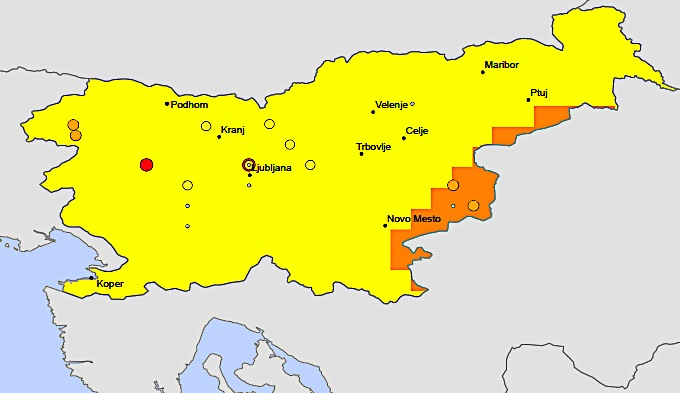 Maribor
Ptuj
Podhom
Velenje
Kranj
Celje
Trbovlje
Ljubljana
Novo Mesto
Koper